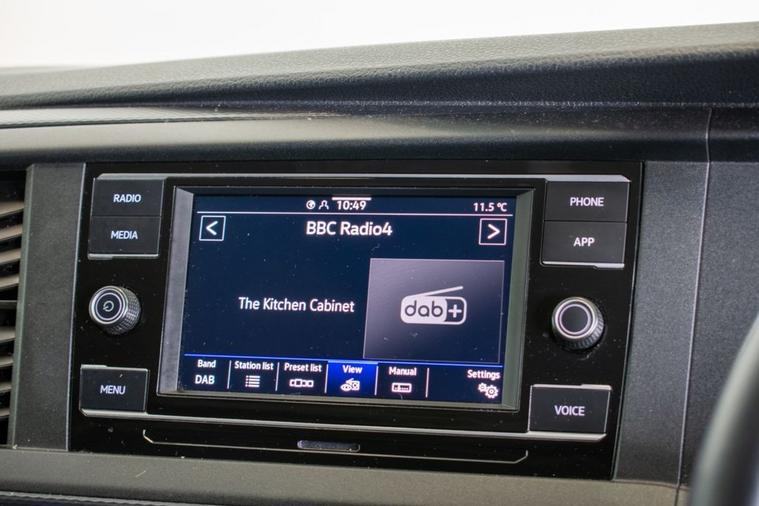 RADIO
MEDIA
MENU
10:49
11.5 °C
<
BBC Radio4
>
The Kitchen Cabinet
dab+
Band
DAB
Station list
Preset list
View
Manual
Settings
PHONE
APP
VOICE